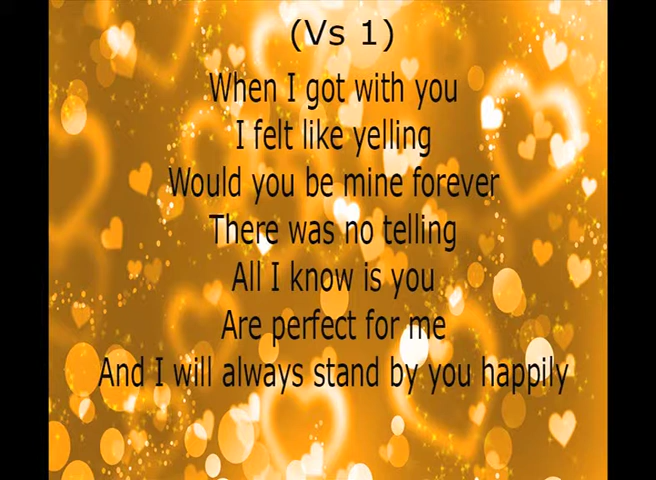 (Vs 1)
When I got with you
I felt like yelling
Would you be mine forever
There was no telling
All I know is you
Are perfect for me
And I will always stand by you happily